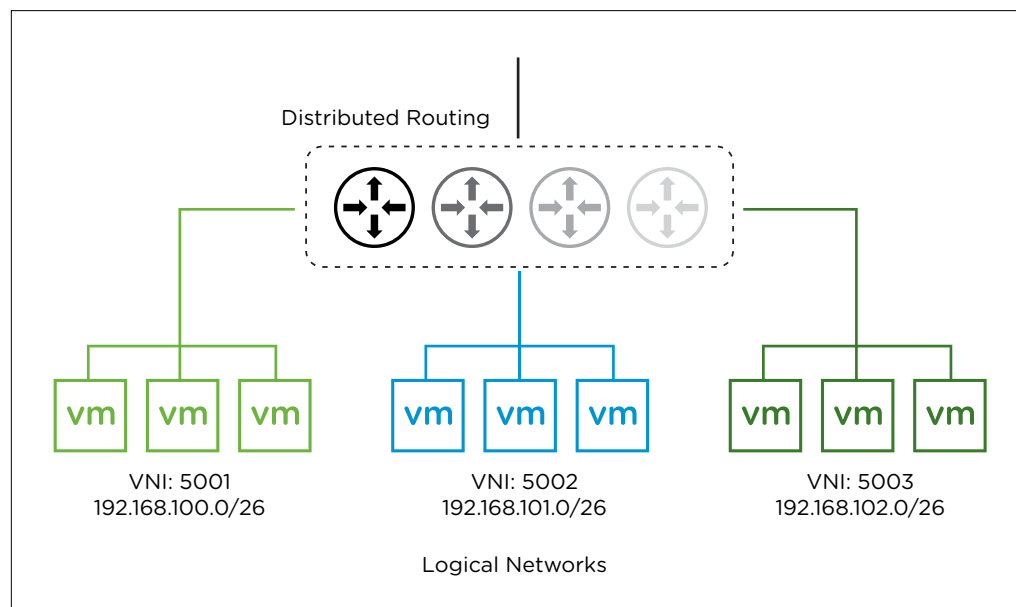 Distributed Routing
vm vm vm vm vm vm vm vm vm
VNI: 5001
192.168.100.0/26
VNI: 5002
192.168.101.0/26
VNI: 5003
192.168.102.0/26
Logical Networks